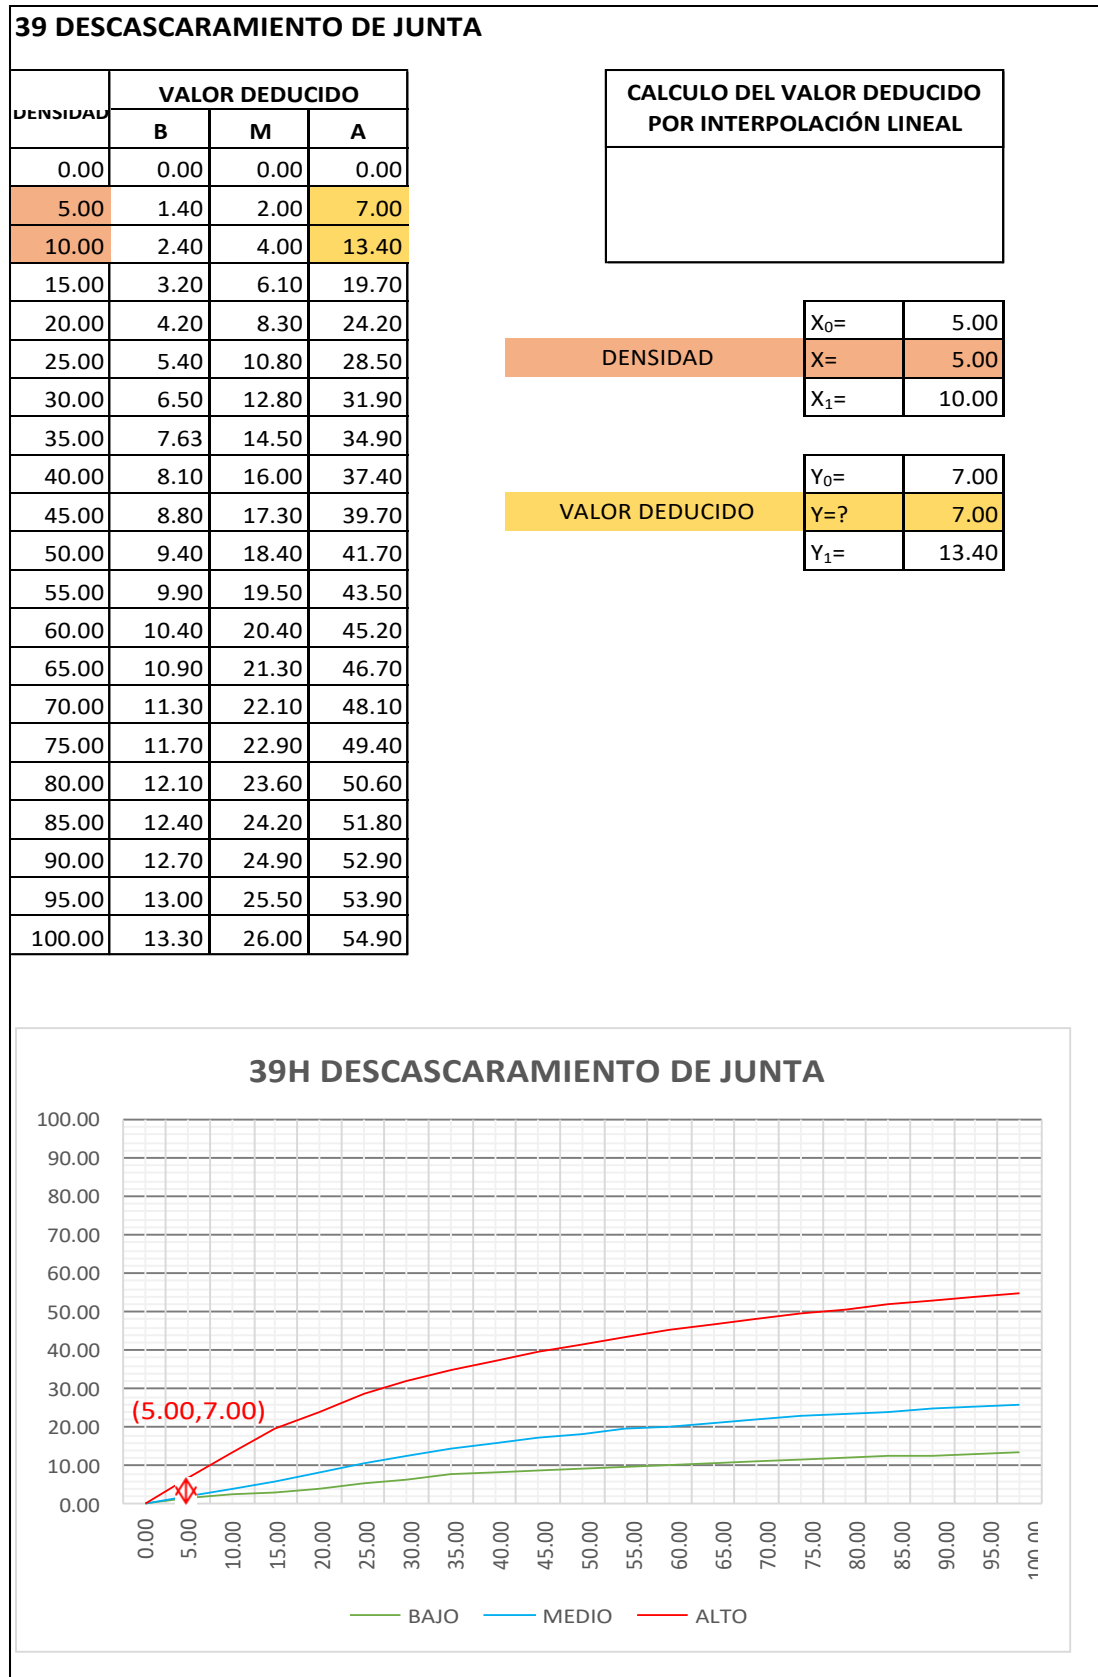 39 DESCASCARAMIENTO DE JUNTA
DENSIDAD VALOR DEDUCIDO
B M A
0.00 0.00 0.00 0.00
5.00 1.40 2.00 7.00
10.00 2.40 4.00 13.40
15.00 3.20 6.10 19.70
20.00 4.20 8.30 24.20
25.00 5.40 10.80 28.50
30.00 6.50 12.80 31.90
35.00 7.63 14.50 34.90
40.00 8.10 16.00 37.40
45.00 8.80 17.30 39.70
50.00 9.40 18.40 41.70
55.00 9.90 19.50 43.50
60.00 10.40 20.40 45.20
65.00 10.90 21.30 46.70
70.00 11.30 22.10 48.10
75.00 11.70 22.90 49.40
80.00 12.10 23.60 50.60
85.00 12.40 24.20 51.80
90.00 12.70 24.90 52.90
95.00 13.00 25.50 53.90
100.00 13.30 26.00 54.90
CALCULO DEL VALOR DEDUCIDO
POR INTERPOLACIÓN LINEAL
X₀= 5.00
DENSIDAD X= 5.00
X₁= 10.00
Y₀= 7.00
VALOR DEDUCIDO Y=? 7.00
Y₁= 13.40
39H DESCASCARAMIENTO DE JUNTA
100.00
90.00
80.00
70.00
60.00
50.00
40.00
30.00
20.00
10.00
0.00
(5.00,7.00)
0.00 5.00 10.00 15.00 20.00 25.00 30.00 35.00 40.00 45.00 50.00 55.00 60.00 65.00 70.00 75.00 80.00 85.00 90.00 95.00 100.00
BAJO MEDIO ALTO